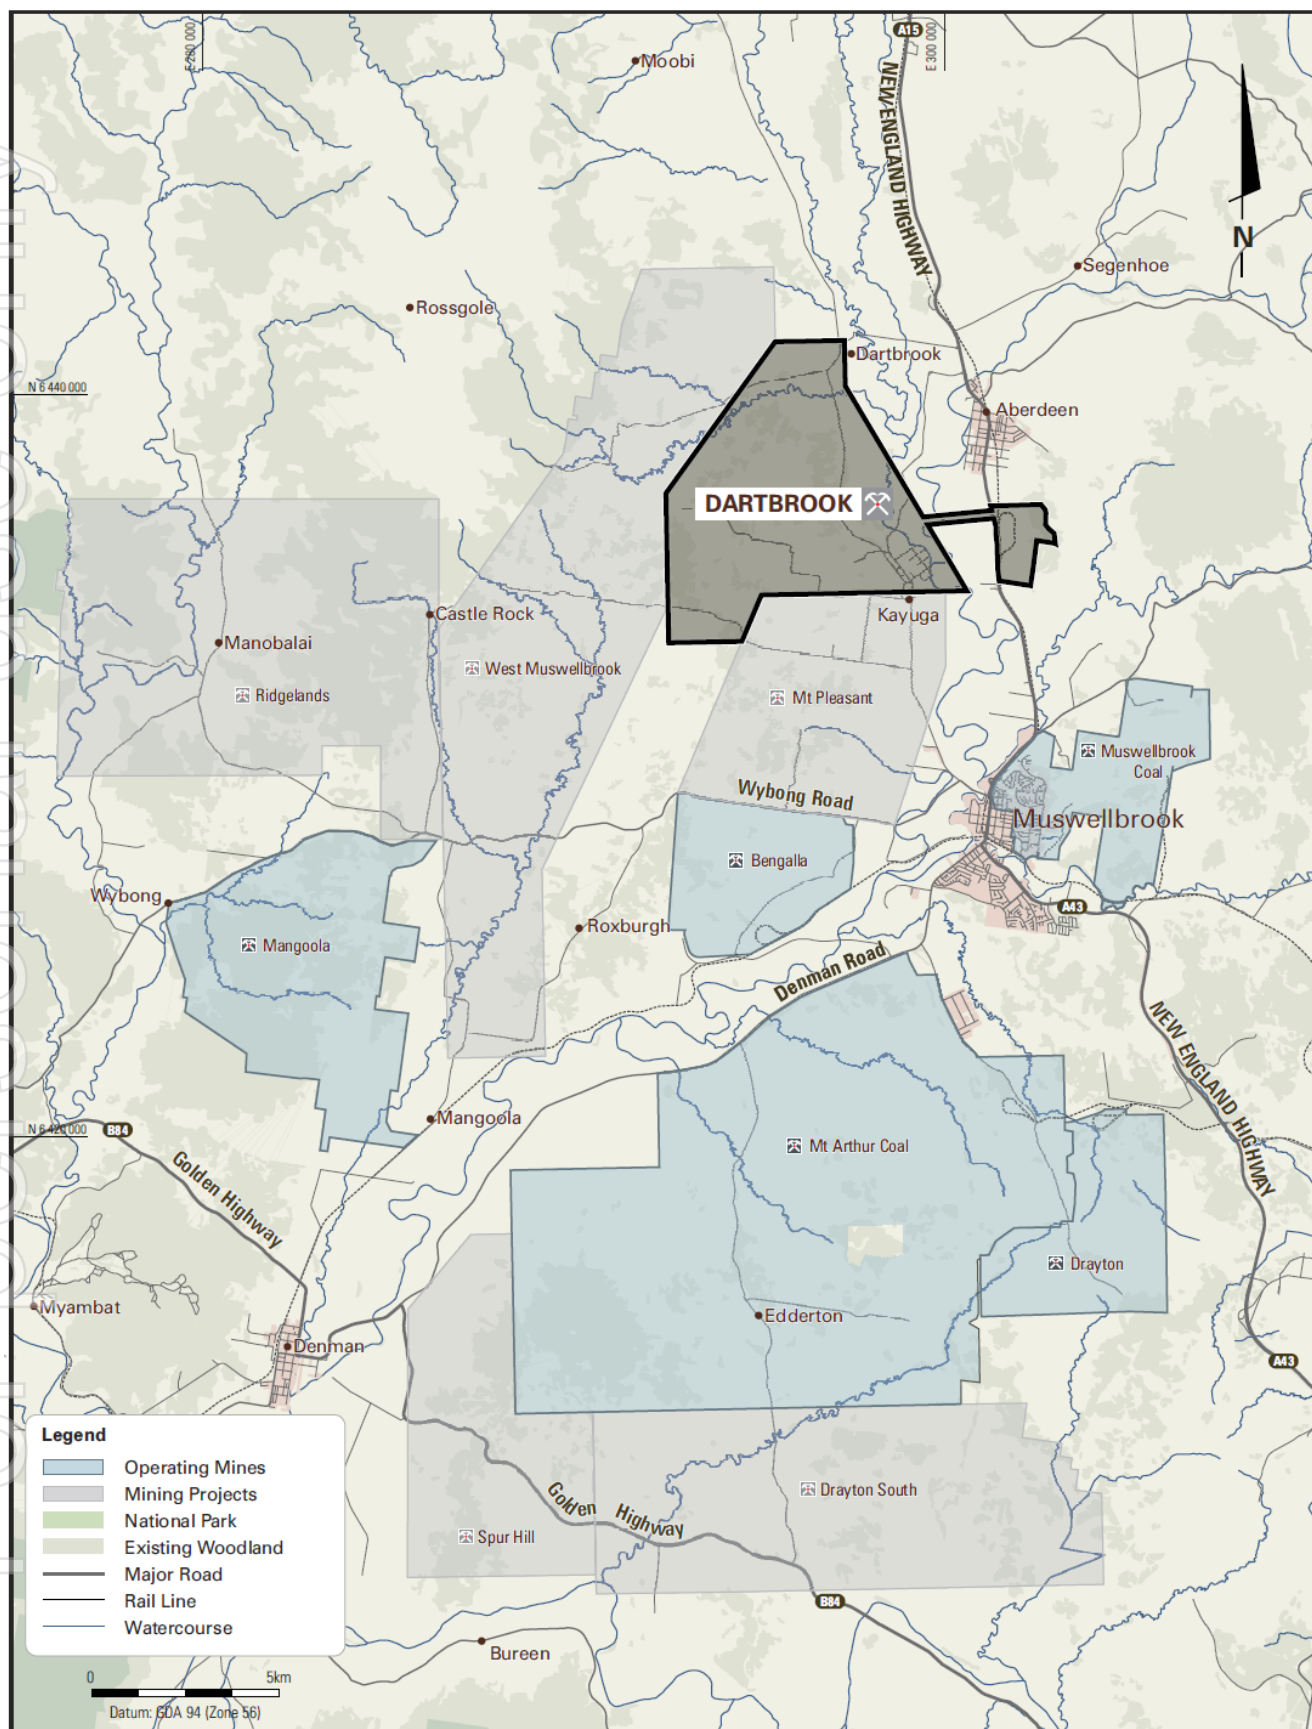 E 280 000
E 300 000
A15
Moobi
NEW ENGLAND HIGHWAY
N
Segenhoe
Rossgole
Dartbrook
N 6 440 000
Aberdeen
DARTBROOK
Castle Rock
Kayuga
Manobalai
West Muswellbrook
Ridgelands
Mt Pleasant
Muswellbrook
Coal
Wybong Road
Muswellbrook
Bengalla
Wybong
A43
Roxburgh
Mangoola
Denman Road
NEW ENGLAND HIGHWAY
Mangoola
N 6 420 000
B84
Mt Arthur Coal
Golden Highway
Drayton
Myambat
Edderton
Denman
A43
Legend
Operating Mines
Mining Projects
National Park
Existing Woodland
Major Road
Rail Line
Watercourse
Drayton South
Golden Highway
Spur Hill
B84
Bureen
0 5km
Datum: GDA 94 (Zone 56)